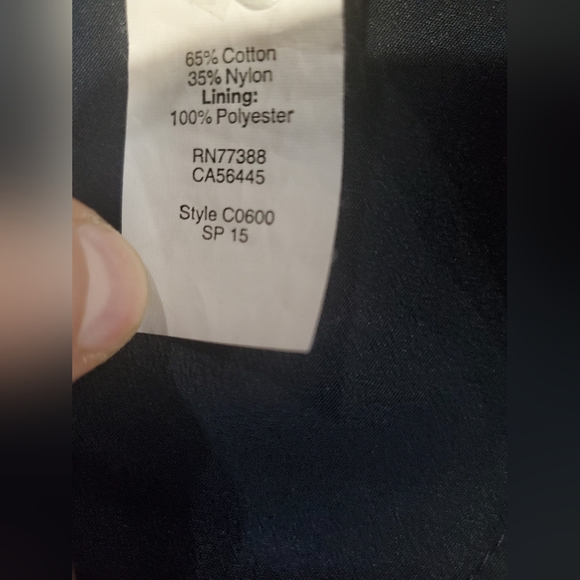 65% Cotton
35% Nylon
Lining:
100% Polyester
RN77388
CA56445
Style C0600
SP 15